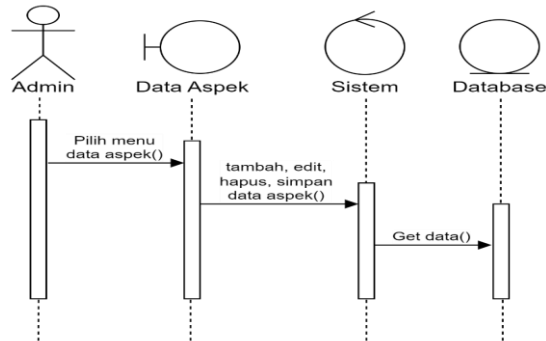 Admin
Data Aspek
Sistem
Database
Pilih menu
data aspek()
tambah, edit,
hapus, simpan
data aspek()
Get data()